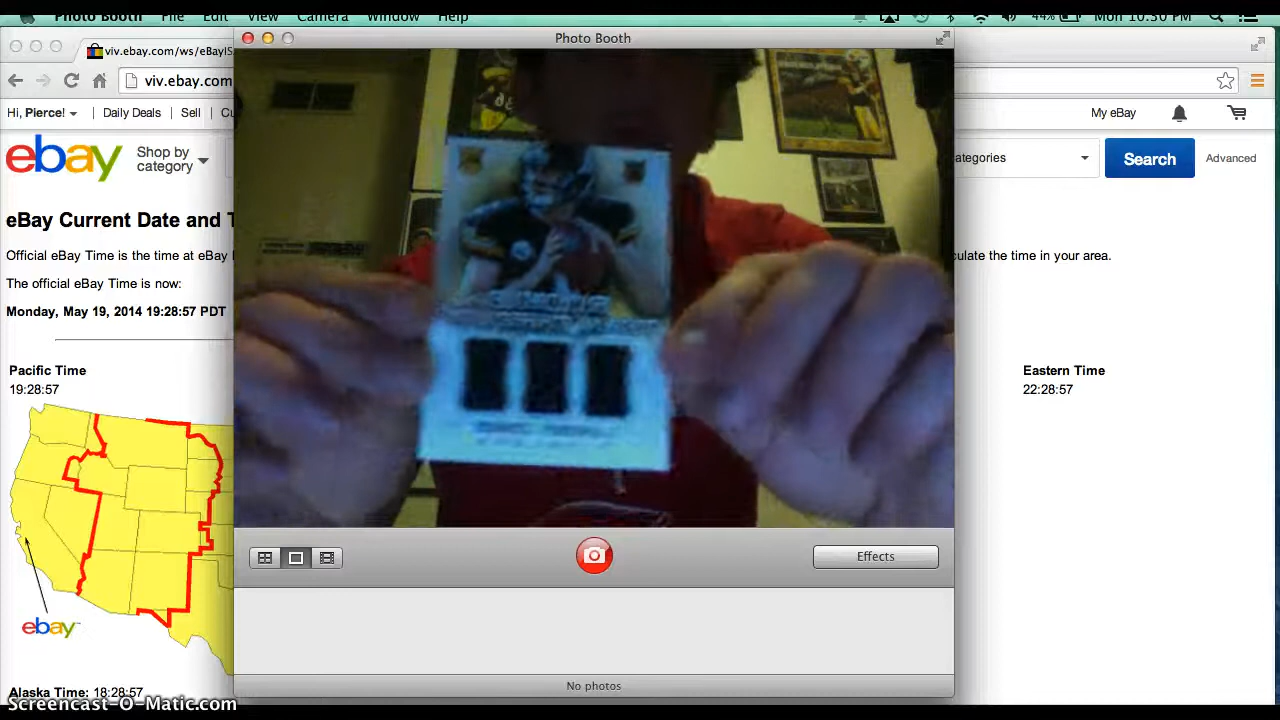 Photo Booth File Edit View Camera Window Help 44% Mon 10:30 PM
Photo Booth
viv.ebay.com/ws/eBayIS
viv.ebay.com
Hi, Pierce! Daily Deals Sell My eBay
ebay Shop by category Search Advanced
eBay Current Date and T
Official eBay Time is the time at eBay culate the time in your area.
The official eBay Time is now:
Monday, May 19, 2014 19:28:57 PDT
Pacific Time Eastern Time
19:28:57 22:28:57
Effects
ebay
No photos
Alaska Time: 18:28:57
Screencast-O-Matic.com